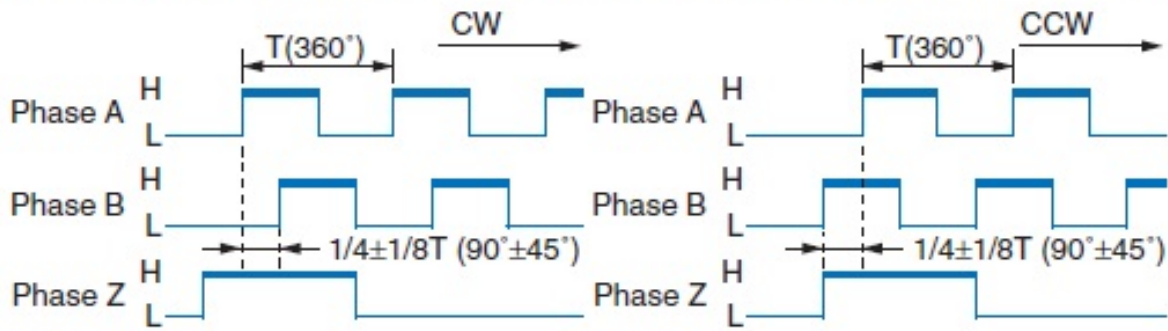 CW
T(360°)
Phase A
H
L
Phase B
H
L
1/4±1/8T (90°±45°)
Phase Z
H
L
CCW
T(360°)
Phase A
H
L
Phase B
H
L
1/4±1/8T (90°±45°)
Phase Z
H
L